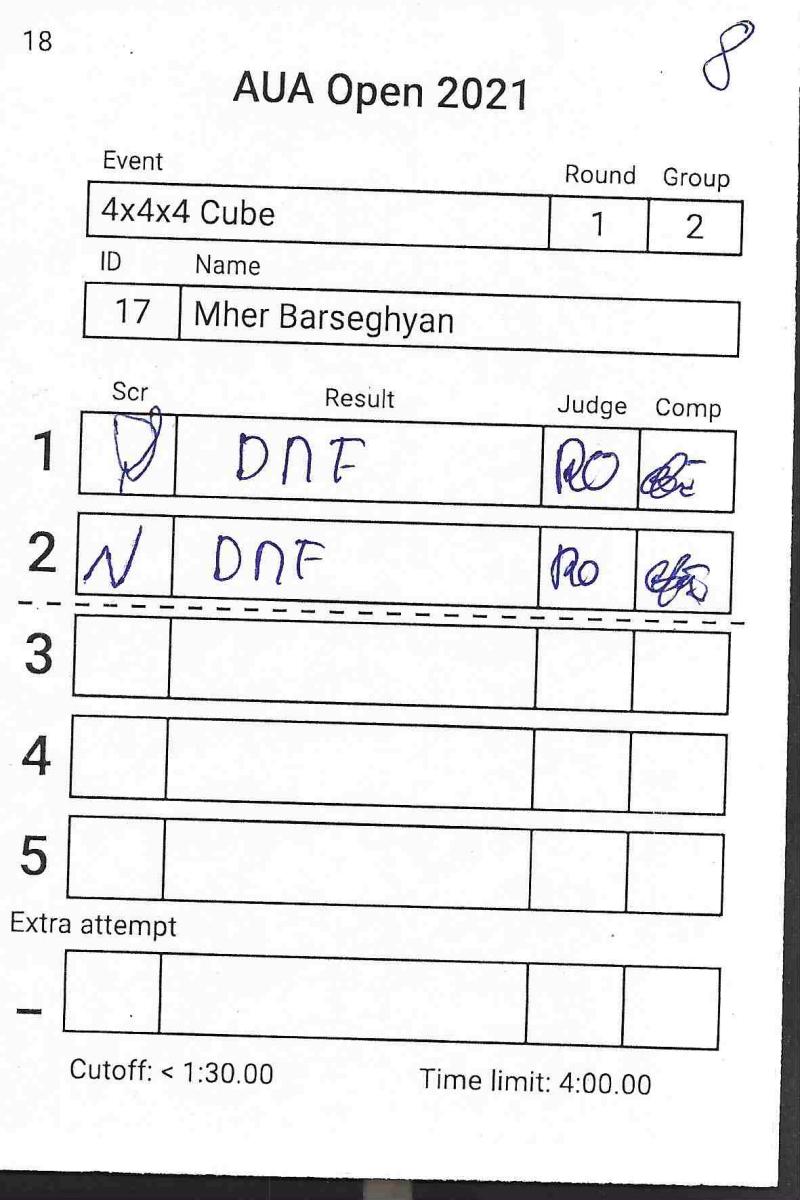 18
8
AUA Open 2021
Event Round Group
4x4x4 Cube 1 2
ID Name
17 Mher Barseghyan
Scr Result Judge Comp
1 DNF RO
2 N DNF RO
3
4
5
Extra attempt
–
Cutoff: < 1:30.00 Time limit: 4:00.00